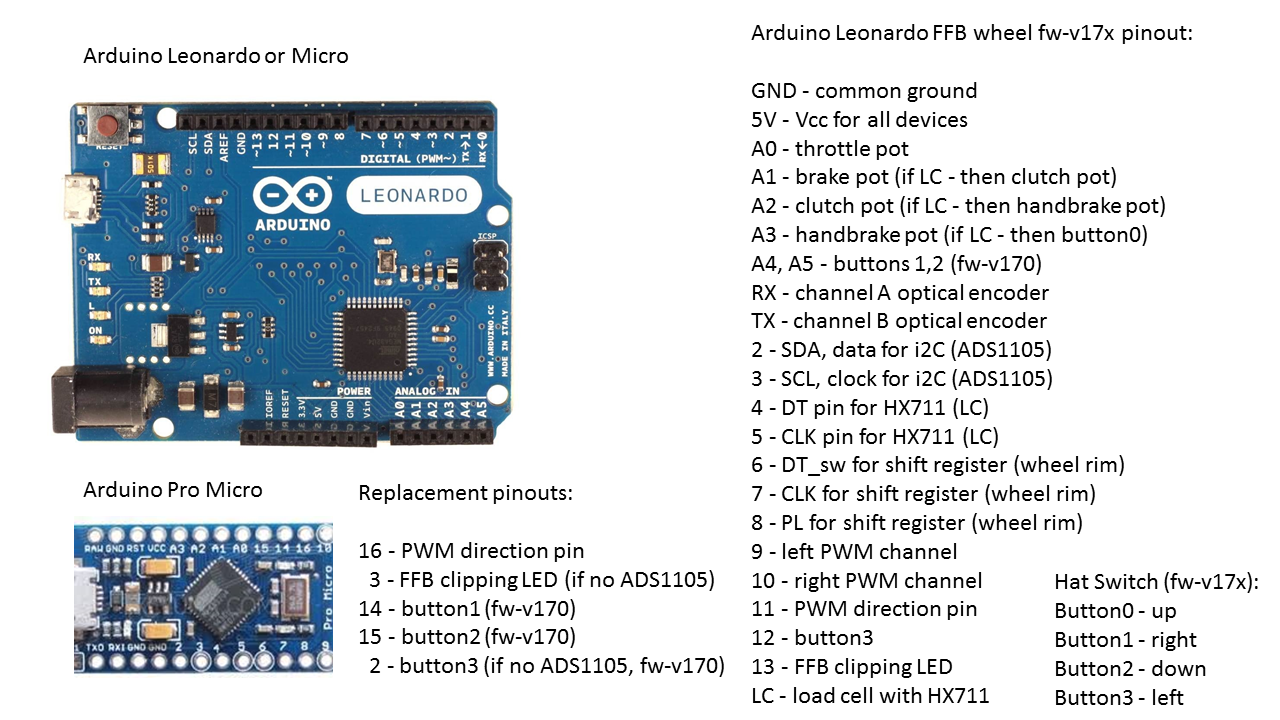 Arduino Leonardo or Micro
RESET
SCL
SDA
AREF
GND
~13
12
~11
~10
~9
8
7
~6
~5
4
~3
2
TX→1
RX←0
DIGITAL (PWM~)
LEONARDO
ARDUINO
ICSP
RX
TX
L
ON
WWW.ARDUINO.CC
MADE IN ITALY
POWER
ANALOG IN
IOREF
RESET
3.3V
5V
GND
GND
Vin
A0
A1
A2
A3
A4
A5
Arduino Pro Micro
RAW GND RST VCC A3 A2 A1 A0 15 14 16 10
Pro Micro
1 TX0 RXI GND GND 2 3 4 5 6 7 8 9
Replacement pinouts:
16 - PWM direction pin
3 - FFB clipping LED (if no ADS1105)
14 - button1 (fw-v170)
15 - button2 (fw-v170)
2 - button3 (if no ADS1105, fw-v170)
Arduino Leonardo FFB wheel fw-v17x pinout:
GND - common ground
5V - Vcc for all devices
A0 - throttle pot
A1 - brake pot (if LC - then clutch pot)
A2 - clutch pot (if LC - then handbrake pot)
A3 - handbrake pot (if LC - then button0)
A4, A5 - buttons 1,2 (fw-v170)
RX - channel A optical encoder
TX - channel B optical encoder
2 - SDA, data for i2C (ADS1105)
3 - SCL, clock for i2C (ADS1105)
4 - DT pin for HX711 (LC)
5 - CLK pin for HX711 (LC)
6 - DT_sw for shift register (wheel rim)
7 - CLK for shift register (wheel rim)
8 - PL for shift register (wheel rim)
9 - left PWM channel
10 - right PWM channel
11 - PWM direction pin
12 - button3
13 - FFB clipping LED
LC - load cell with HX711
Hat Switch (fw-v17x):
Button0 - up
Button1 - right
Button2 - down
Button3 - left